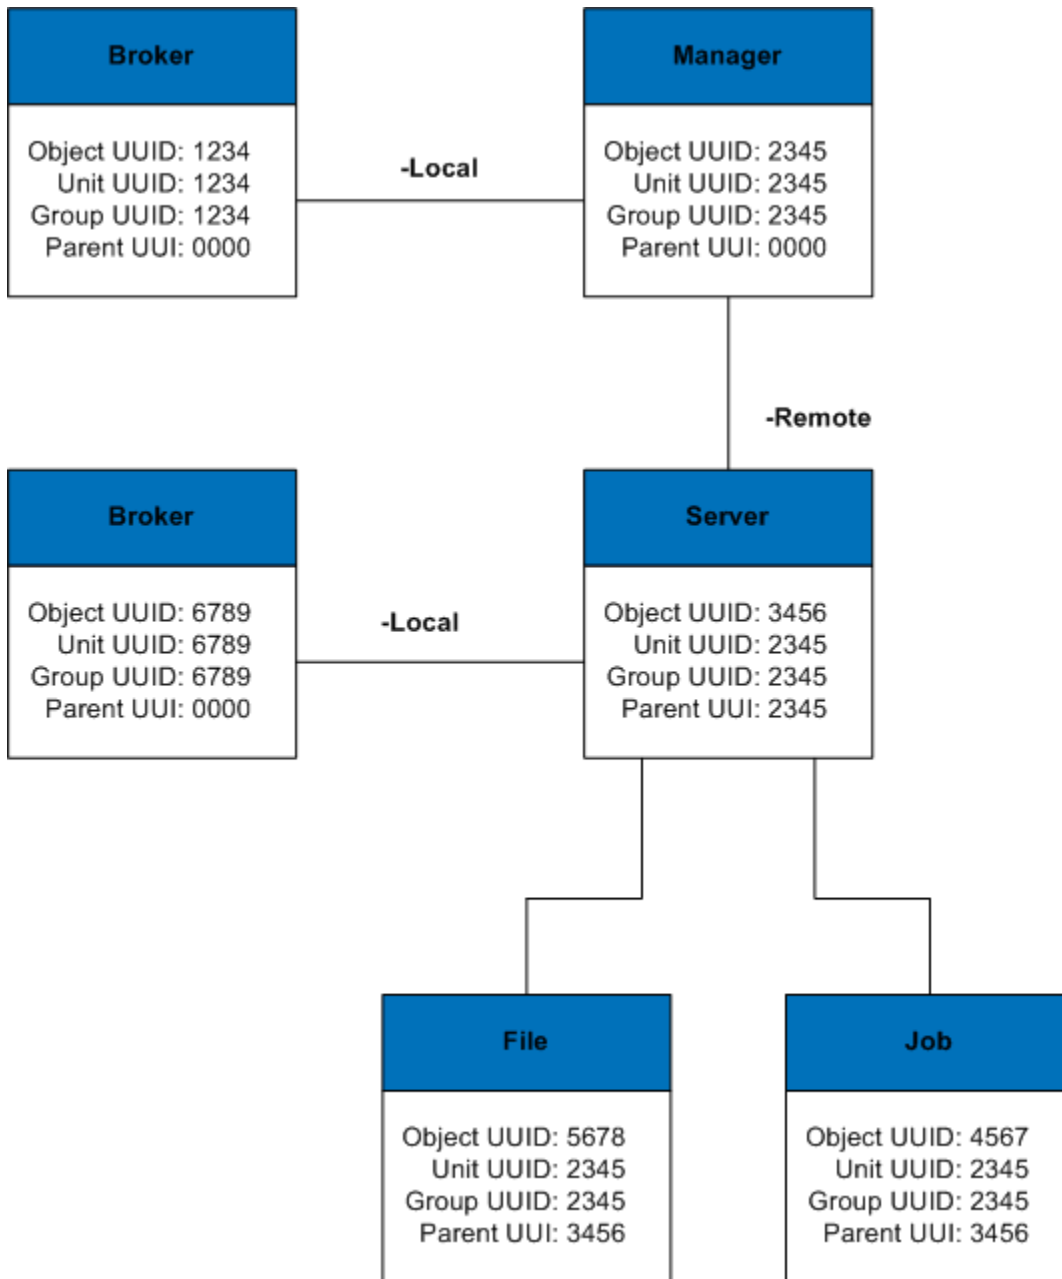 Broker
Object UUID: 1234
Unit UUID: 1234
Group UUID: 1234
Parent UUI: 0000
-Local
Manager
Object UUID: 2345
Unit UUID: 2345
Group UUID: 2345
Parent UUI: 0000
-Remote
Broker
Object UUID: 6789
Unit UUID: 6789
Group UUID: 6789
Parent UUI: 0000
-Local
Server
Object UUID: 3456
Unit UUID: 2345
Group UUID: 2345
Parent UUI: 2345
File
Object UUID: 5678
Unit UUID: 2345
Group UUID: 2345
Parent UUI: 3456
Job
Object UUID: 4567
Unit UUID: 2345
Group UUID: 2345
Parent UUI: 3456